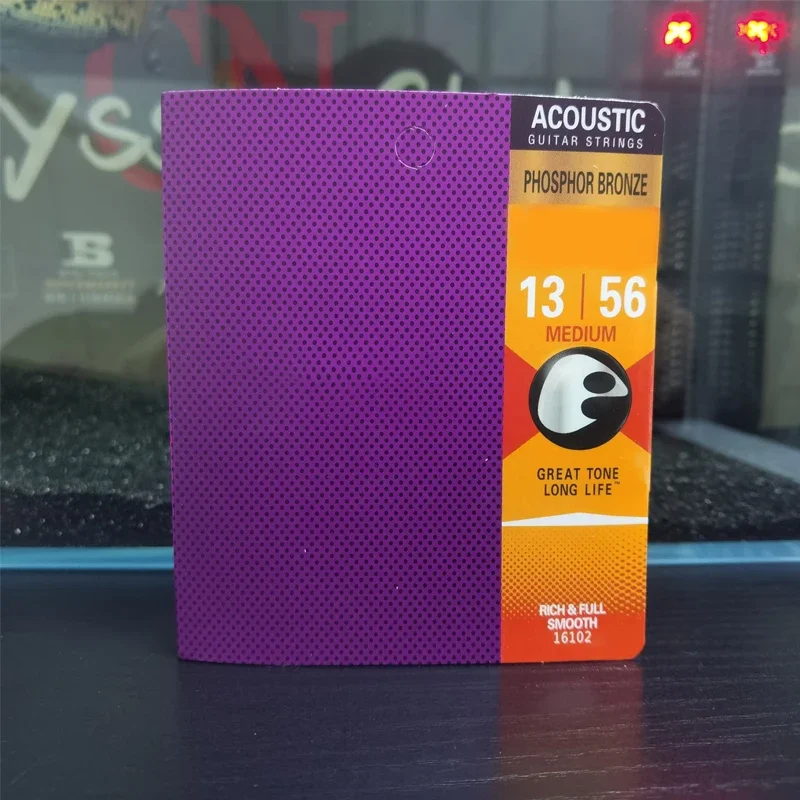 ACOUSTIC
GUITAR STRINGS
PHOSPHOR BRONZE
13 | 56
MEDIUM
GREAT TONE
LONG LIFE™
RICH & FULL
SMOOTH
16102